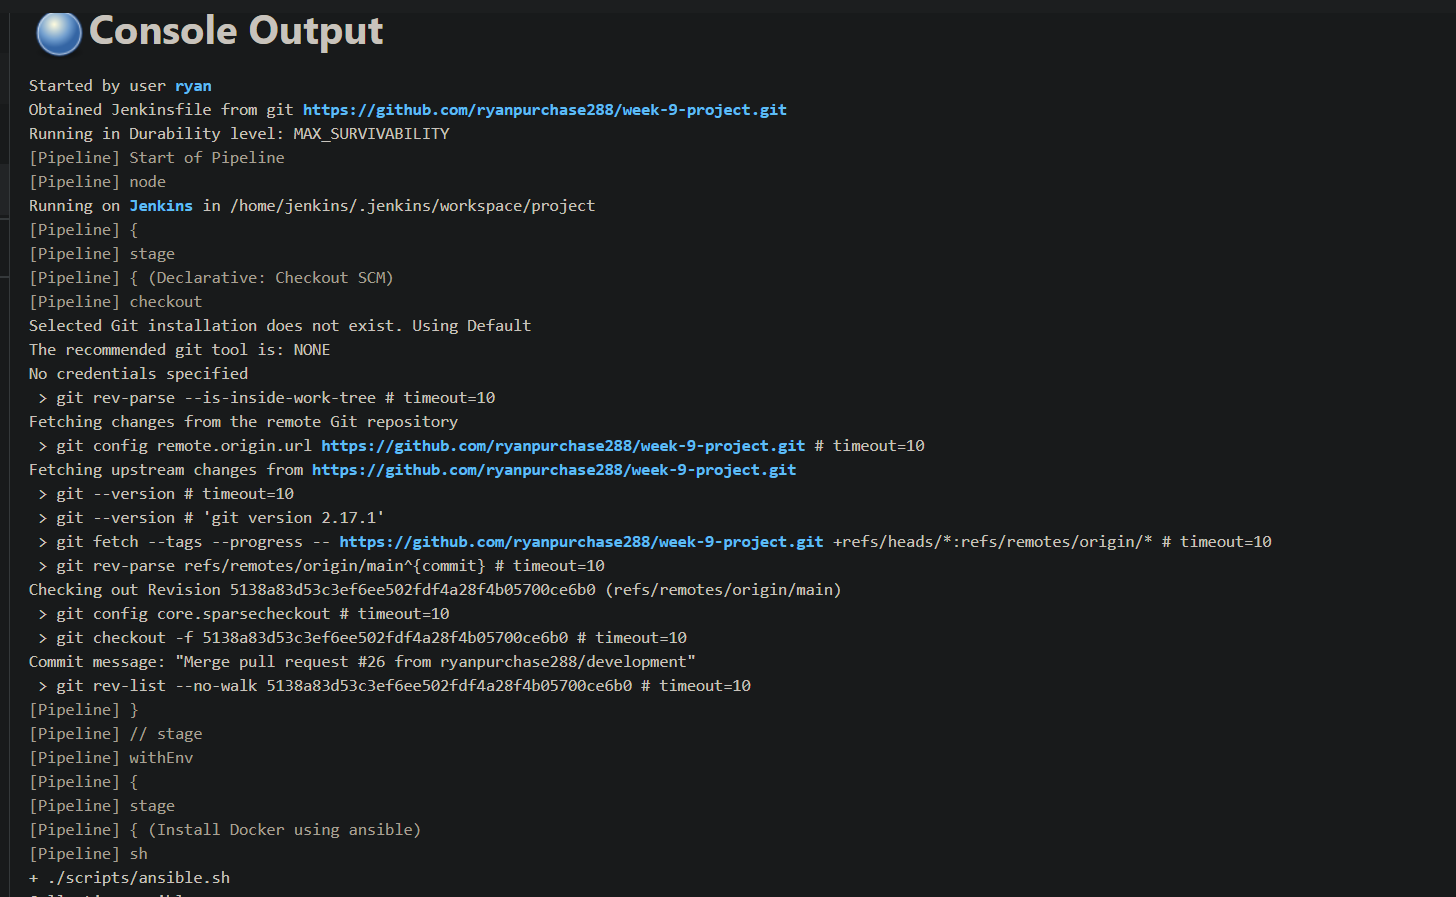 Console Output
Started by user ryan
Obtained Jenkinsfile from git https://github.com/ryanpurchase288/week-9-project.git
Running in Durability level: MAX_SURVIVABILITY
[Pipeline] Start of Pipeline
[Pipeline] node
Running on Jenkins in /home/jenkins/.jenkins/workspace/project
[Pipeline] {
[Pipeline] stage
[Pipeline] { (Declarative: Checkout SCM)
[Pipeline] checkout
Selected Git installation does not exist. Using Default
The recommended git tool is: NONE
No credentials specified
 > git rev-parse --is-inside-work-tree # timeout=10
Fetching changes from the remote Git repository
 > git config remote.origin.url https://github.com/ryanpurchase288/week-9-project.git # timeout=10
Fetching upstream changes from https://github.com/ryanpurchase288/week-9-project.git
 > git --version # timeout=10
 > git --version # 'git version 2.17.1'
 > git fetch --tags --progress -- https://github.com/ryanpurchase288/week-9-project.git +refs/heads/*:refs/remotes/origin/* # timeout=10
 > git rev-parse refs/remotes/origin/main^{commit} # timeout=10
Checking out Revision 5138a83d53c3ef6ee502fdf4a28f4b05700ce6b0 (refs/remotes/origin/main)
 > git config core.sparsecheckout # timeout=10
 > git checkout -f 5138a83d53c3ef6ee502fdf4a28f4b05700ce6b0 # timeout=10
Commit message: "Merge pull request #26 from ryanpurchase288/development"
 > git rev-list --no-walk 5138a83d53c3ef6ee502fdf4a28f4b05700ce6b0 # timeout=10
[Pipeline] }
[Pipeline] // stage
[Pipeline] withEnv
[Pipeline] {
[Pipeline] stage
[Pipeline] { (Install Docker using ansible)
[Pipeline] sh
+ ./scripts/ansible.sh